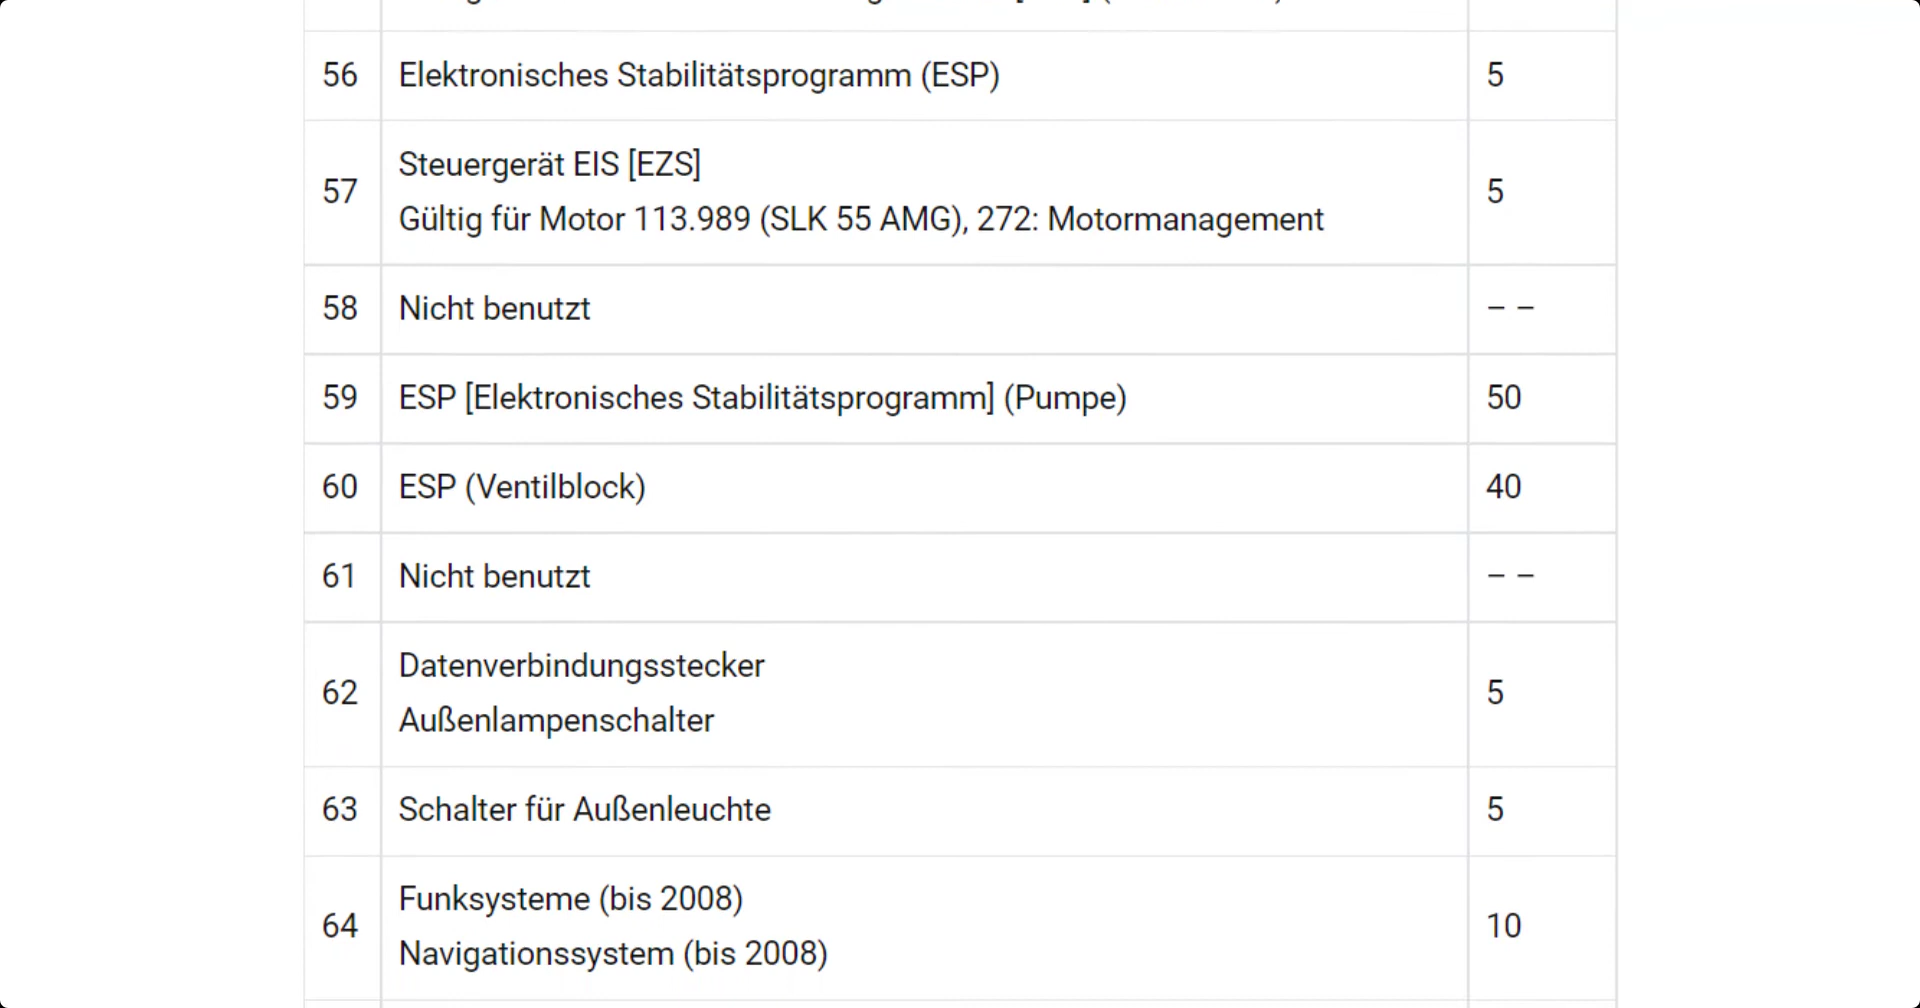 56 Elektronisches Stabilitätsprogramm (ESP) 5
57 Steuergerät EIS [EZS] 5
Gültig für Motor 113.989 (SLK 55 AMG), 272: Motormanagement
58 Nicht benutzt – –
59 ESP [Elektronisches Stabilitätsprogramm] (Pumpe) 50
60 ESP (Ventilblock) 40
61 Nicht benutzt – –
62 Datenverbindungsstecker 5
Außenlampenschalter
63 Schalter für Außenleuchte 5
64 Funksysteme (bis 2008) 10
Navigationssystem (bis 2008)